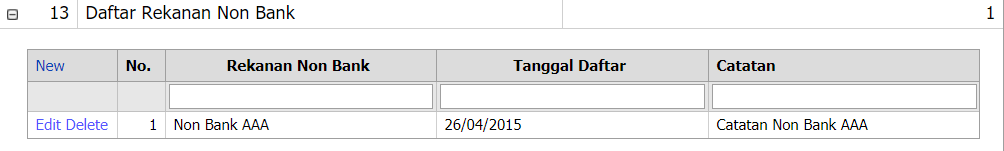 13 Daftar Rekanan Non Bank 1
New No. Rekanan Non Bank Tanggal Daftar Catatan
Edit Delete 1 Non Bank AAA 26/04/2015 Catatan Non Bank AAA